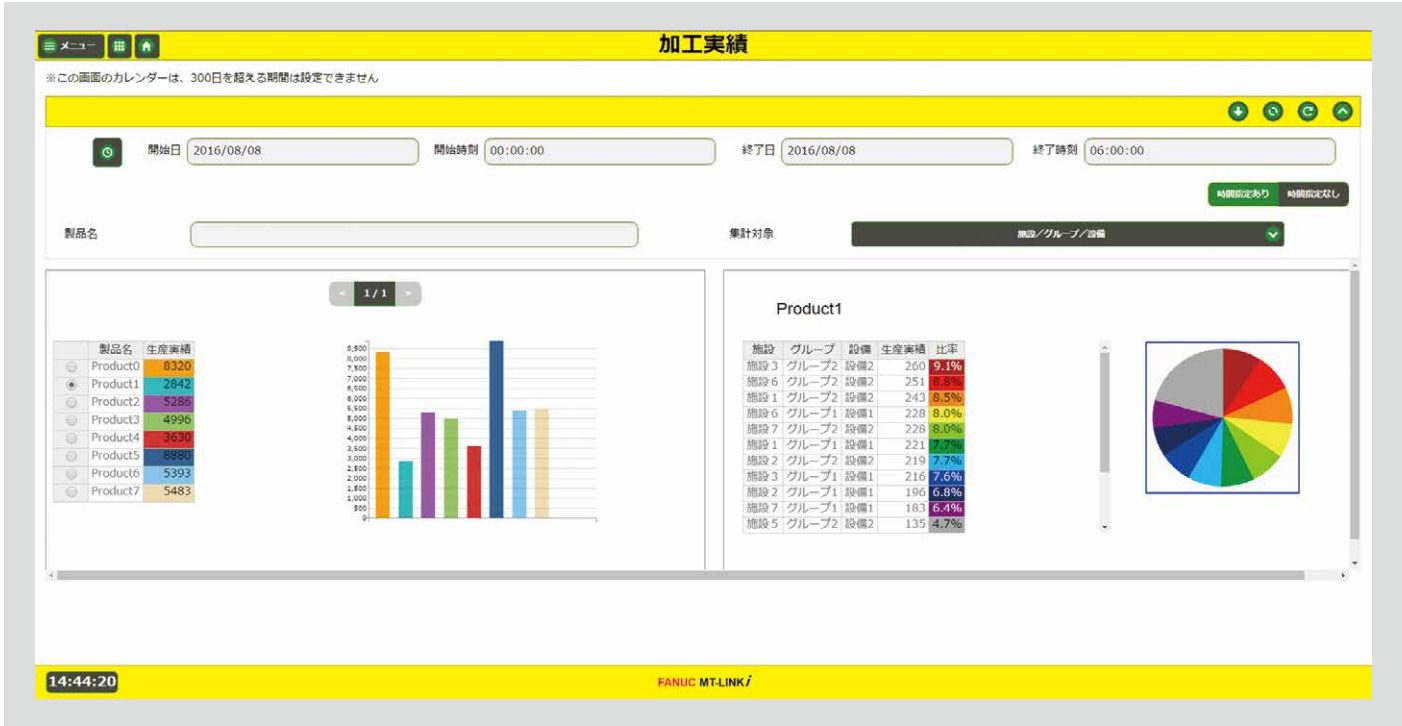 メニュー
加工実績
※この画面のカレンダーは、300日を超える期間は設定できません
開始日 2016/08/08 開始時刻 00:00:00 終了日 2016/08/08 終了時刻 06:00:00
時間指定あり 時間指定なし
製品名 集計対象 施設/グループ/設備
< 1/1 >
製品名 生産実績
Product0 8320
Product1 2842
Product2 5286
Product3 4996
Product4 3630
Product5 8880
Product6 5393
Product7 5483
8,500
8,000
7,500
7,000
6,500
6,000
5,500
5,000
4,500
4,000
3,500
3,000
2,500
2,000
1,500
1,000
500
0
Product1
施設 グループ 設備 生産実績 比率
施設3 グループ2 設備2 260 9.1%
施設6 グループ2 設備2 251 8.8%
施設1 グループ2 設備2 243 8.5%
施設6 グループ1 設備1 228 8.0%
施設7 グループ2 設備2 228 8.0%
施設1 グループ1 設備1 221 7.7%
施設2 グループ2 設備2 219 7.7%
施設3 グループ1 設備1 216 7.6%
施設2 グループ1 設備1 196 6.8%
施設7 グループ1 設備1 183 6.4%
施設5 グループ2 設備2 135 4.7%
14:44:20
FANUC MT-LINKi